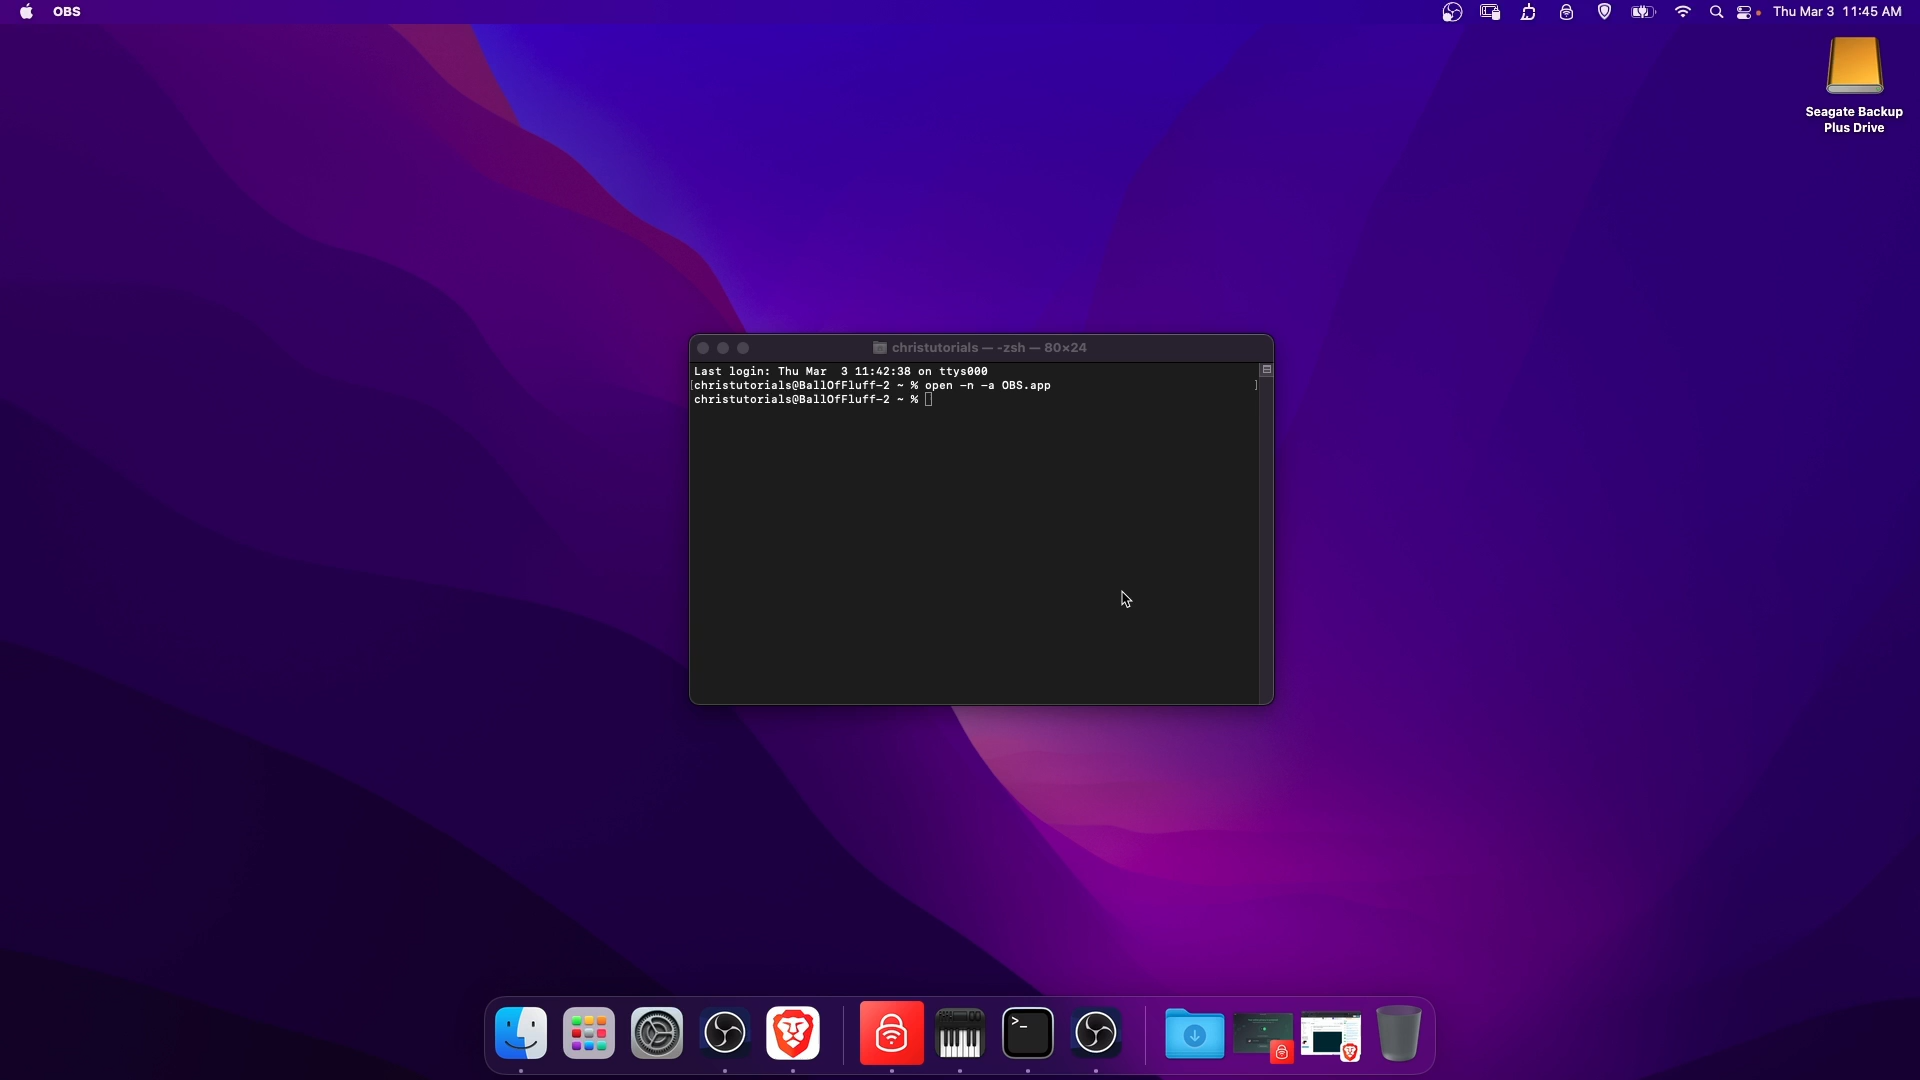 OBS
Thu Mar 3 11:45 AM
Seagate Backup
Plus Drive
christutorials — -zsh — 80×24
Last login: Thu Mar  3 11:42:38 on ttys000
[christutorials@BallOfFluff-2 ~ % open -n -a OBS.app ]
christutorials@BallOfFluff-2 ~ %
>_